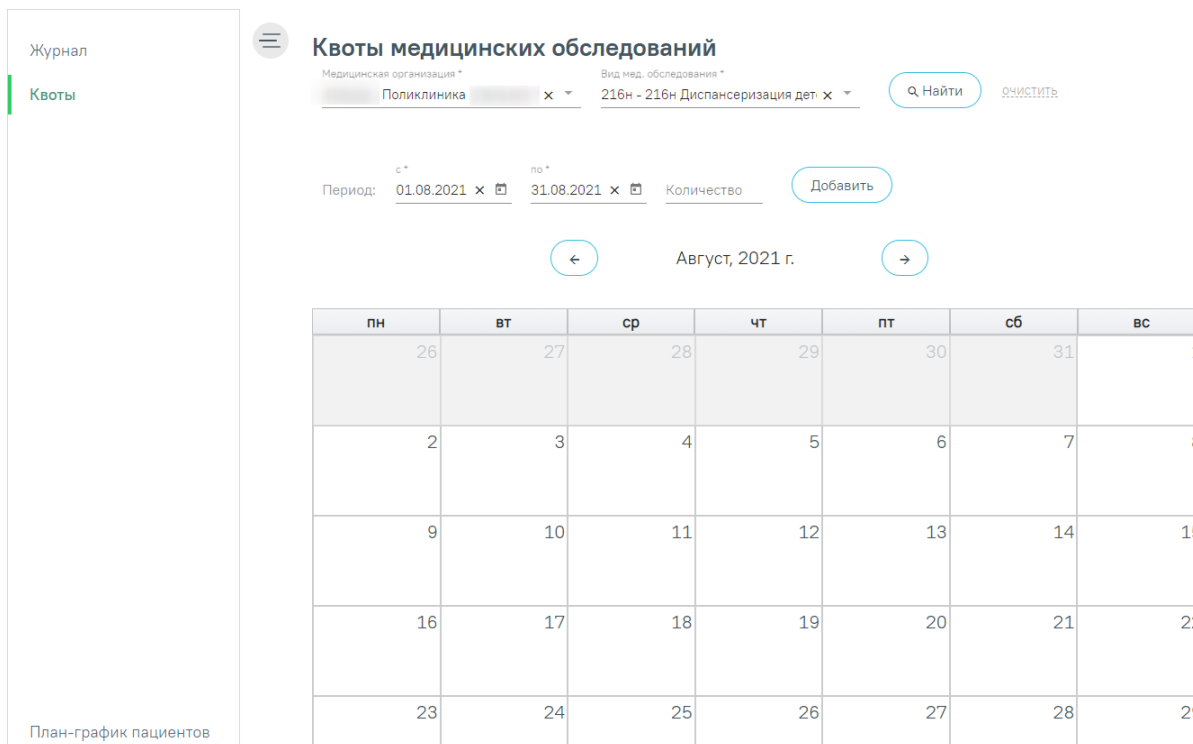 Журнал
Квоты
План-график пациентов
Квоты медицинских обследований
Медицинская организация * Вид мед. обследования *
Поликлиника 216н - 216н Диспансеризация дет Найти очистить
с * по *
Период: 01.08.2021 31.08.2021 Количество Добавить
Август, 2021 г.
пн вт ср чт пт сб вс
26 27 28 29 30 31
2 3 4 5 6 7
9 10 11 12 13 14
16 17 18 19 20 21
23 24 25 26 27 28